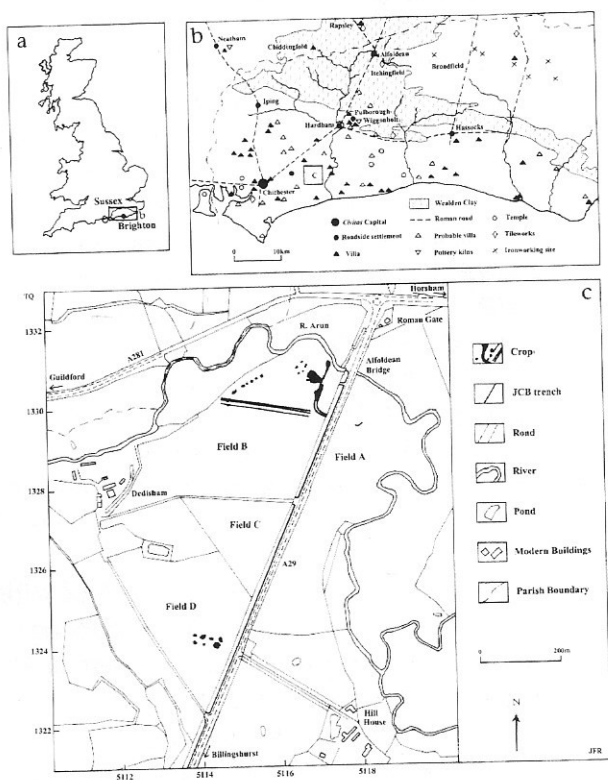 a
Sussex
b
Brighton
b
Neatham
Rapsley
Chiddingfold
Alfoldean
Itchingfield
Broadfield
Iping
Pulborough
Wiggonholt
Hardham
Hassocks
c
Chichester
Wealden Clay
Civitas Capital
Roman road
Temple
Roadside settlement
Probable villa
Tileworks
Villa
Pottery kilns
Ironworking site
0
10km
c
TQ
Horsham
1332
R. Arun
Roman Gate
A281
Guildford
Alfoldean
Bridge
1330
Field B
Field A
1328
Dedisham
Field C
A29
1326
Field D
1324
Hill
House
1322
Billingshurst
5112
5114
5116
5118
Crop-
JCB trench
Road
River
Pond
Modern Buildings
Parish Boundary
0
200m
N
JFR